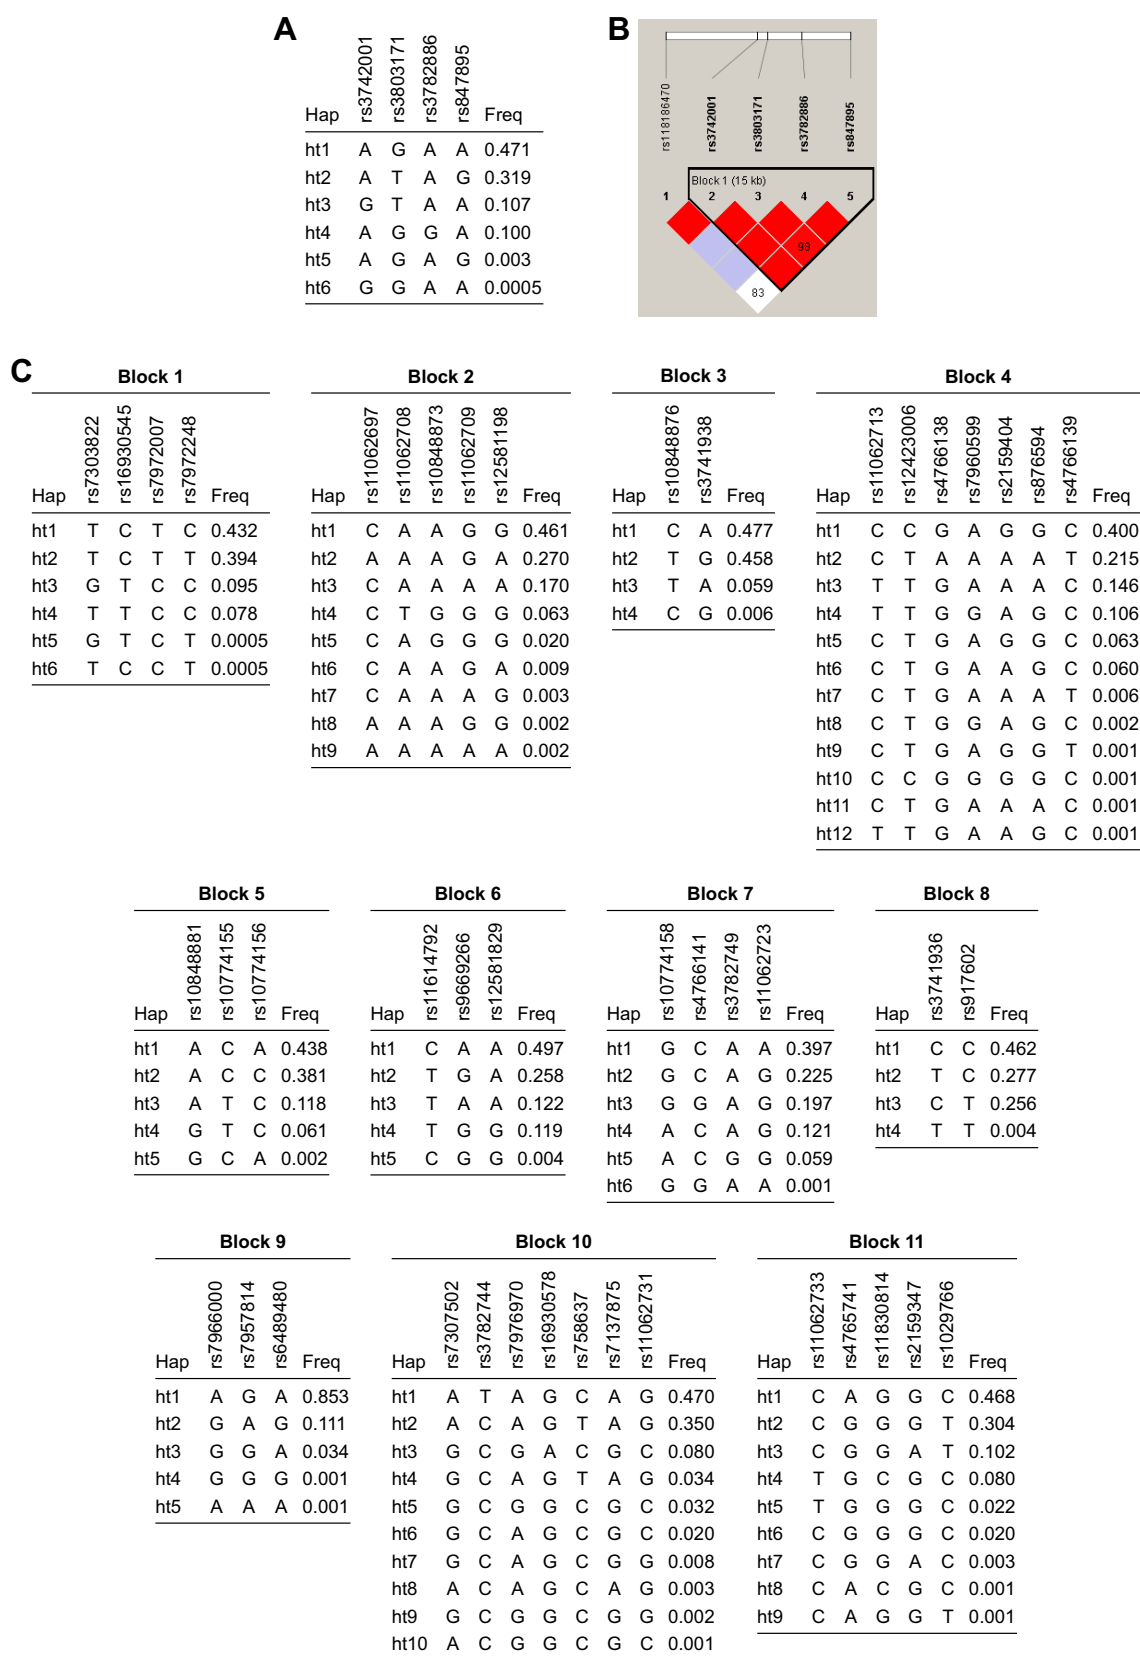 A
Hap rs3742001 rs3803171 rs3782886 rs847895 Freq
ht1 A G A A 0.471
ht2 A T A G 0.319
ht3 G T A A 0.107
ht4 A G G A 0.100
ht5 A G A G 0.003
ht6 G G A A 0.0005
B
rs118186470 rs3742001 rs3803171 rs3782886 rs847895
Block 1 (15 kb)
1 2 3 4 5
98
83
C
Block 1
Hap rs7303822 rs16930545 rs7972007 rs7972248 Freq
ht1 T C T C 0.432
ht2 T C T T 0.394
ht3 G T C C 0.095
ht4 T T C C 0.078
ht5 G T C T 0.0005
ht6 T C C T 0.0005
Block 2
Hap rs11062697 rs11062708 rs10848873 rs11062709 rs12581198 Freq
ht1 C A A G G 0.461
ht2 A A A G A 0.270
ht3 C A A A A 0.170
ht4 C T G G G 0.063
ht5 C A G G G 0.020
ht6 C A A G A 0.009
ht7 C A A A G 0.003
ht8 A A A G G 0.002
ht9 A A A A A 0.002
Block 3
Hap rs10848876 rs3741938 Freq
ht1 C A 0.477
ht2 T G 0.458
ht3 T A 0.059
ht4 C G 0.006
Block 4
Hap rs11062713 rs12423006 rs4766138 rs7960599 rs2159404 rs876594 rs4766139 Freq
ht1 C C G A G G C 0.400
ht2 C T A A A A T 0.215
ht3 T T G A A A C 0.146
ht4 T T G G A G C 0.106
ht5 C T G A G G C 0.063
ht6 C T G A A G C 0.060
ht7 C T G A A A T 0.006
ht8 C T G G A G C 0.002
ht9 C T G A G G T 0.001
ht10 C C G G G G C 0.001
ht11 C T G A A A C 0.001
ht12 T T G A A G C 0.001
Block 5
Hap rs10848881 rs10774155 rs10774156 Freq
ht1 A C A 0.438
ht2 A C C 0.381
ht3 A T C 0.118
ht4 G T C 0.061
ht5 G C A 0.002
Block 6
Hap rs11614792 rs9669266 rs12581829 Freq
ht1 C A A 0.497
ht2 T G A 0.258
ht3 T A A 0.122
ht4 T G G 0.119
ht5 C G G 0.004
Block 7
Hap rs10774158 rs4766141 rs3782749 rs11062723 Freq
ht1 G C A A 0.397
ht2 G C A G 0.225
ht3 G G A G 0.197
ht4 A C A G 0.121
ht5 A C G G 0.059
ht6 G G A A 0.001
Block 8
Hap rs3741936 rs917602 Freq
ht1 C C 0.462
ht2 T C 0.277
ht3 C T 0.256
ht4 T T 0.004
Block 9
Hap rs7966000 rs7957814 rs6489480 Freq
ht1 A G A 0.853
ht2 G A G 0.111
ht3 G G A 0.034
ht4 G G G 0.001
ht5 A A A 0.001
Block 10
Hap rs7307502 rs3782744 rs7976970 rs16930578 rs758637 rs7137875 rs11062731 Freq
ht1 A T A G C A G 0.470
ht2 A C A G T A G 0.350
ht3 G C G A C G C 0.080
ht4 G C A G T A G 0.034
ht5 G C G G C G C 0.032
ht6 G C A G C G C 0.020
ht7 G C A G C G G 0.008
ht8 A C A G C A G 0.003
ht9 G C G G C G G 0.002
ht10 A C G G C G C 0.001
Block 11
Hap rs11062733 rs4765741 rs11830814 rs2159347 rs1029766 Freq
ht1 C A G G C 0.468
ht2 C G G G T 0.304
ht3 C G G A T 0.102
ht4 T G C G C 0.080
ht5 T G G G C 0.022
ht6 C G G G C 0.020
ht7 C G G A C 0.003
ht8 C A C G C 0.001
ht9 C A G G T 0.001